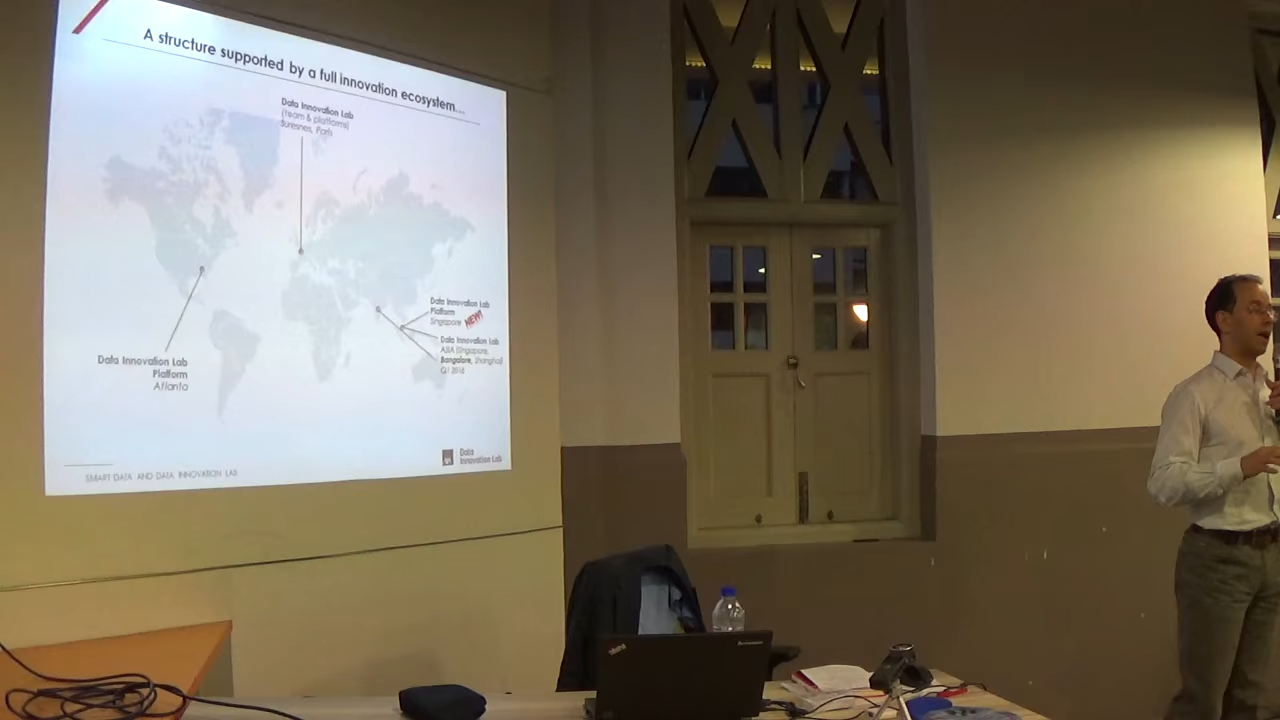 A structure supported by a full innovation ecosystem...
Data Innovation Lab
(team & platforms)
Suresnes, Paris
Data Innovation Lab
Platform
Singapore NEW!
Data Innovation Lab
ASIA (Singapore,
Bangalore, Shanghai)
Q1 2016
Data Innovation Lab
Platform
Atlanta
Data
Innovation Lab
SMART DATA AND DATA INNOVATION LAB